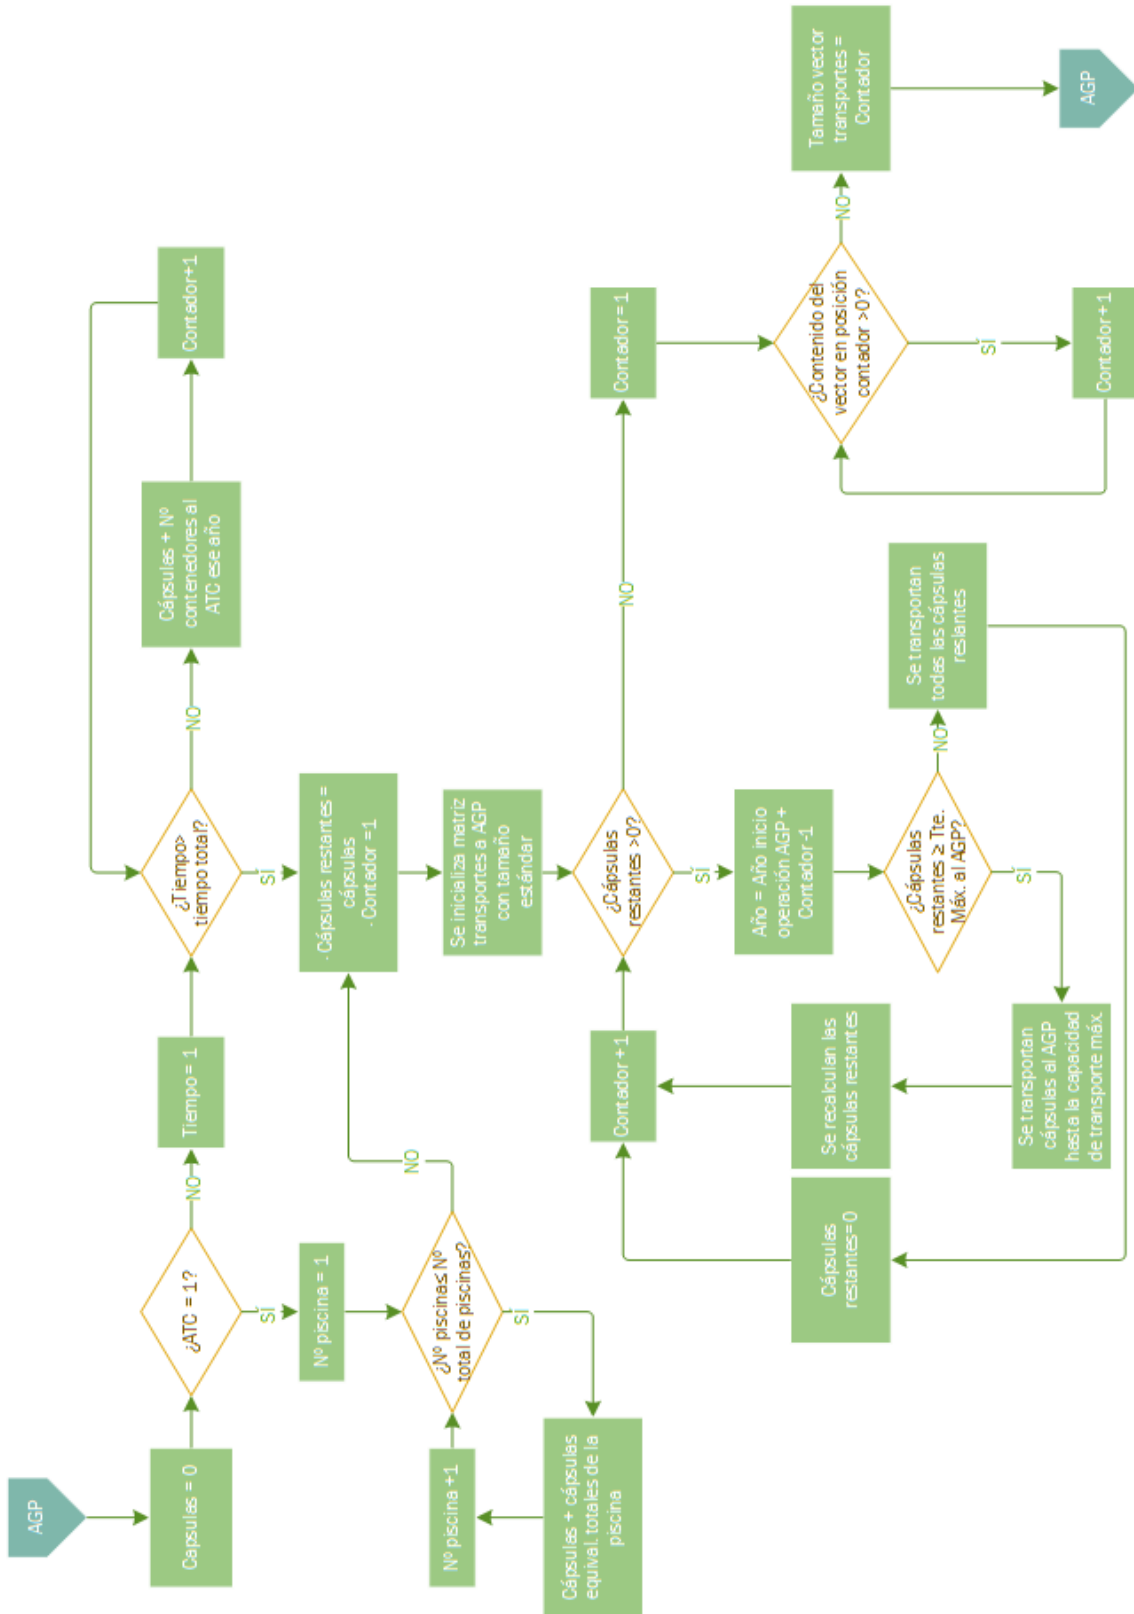 AGP
Capsulas = 0
¿ATC = 1?
NO
Tiempo= 1
¿Tiempo>
tiempo total?
NO
Cápsulas + Nº
contenedores al
ATC ese año
Contador+1
SÍ
Nº piscina = 1
SÍ
· Cápsulas restantes =
cápsulas
· Contador = 1
Nº piscina +1
¿Nº piscina≤ Nº
total de piscinas?
NO
SÍ
Cápsulas + cápsulas
equival. totales de la
piscina
Se inicializa matriz
transportes a AGP
con tamaño
estándar
Contador +1
¿Cápsulas
restantes >0?
NO
Contador = 1
SÍ
Año = Año inicio
operación AGP +
Contador -1
Cápsulas
restantes= 0
Se recalculan las
cápsulas restantes
¿Cápsulas
restantes ≥ Tte.
Máx. al AGP?
NO
Se transportan
todas las cápsulas
restantes
SÍ
Se transportan
cápsulas al AGP
hasta la capacidad
de transporte máx.
¿Contenido del
vector en posición
contador >0?
NO
Tamaño vector
transportes =
Contador
SÍ
Contador +1
AGP